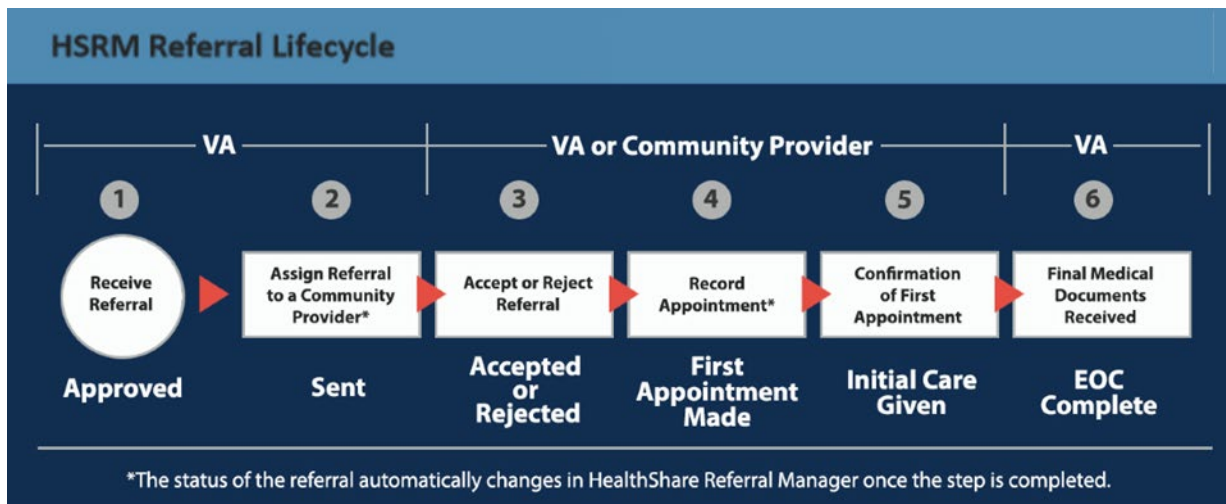 HSRM Referral Lifecycle
VA
VA or Community Provider
VA
1
2
3
4
5
6
Receive
Referral
Assign Referral
to a Community
Provider*
Accept or Reject
Referral
Record
Appointment*
Confirmation
of First
Appointment
Final Medical
Documents
Received
Approved
Sent
Accepted
or
Rejected
First
Appointment
Made
Initial Care
Given
EOC
Complete
*The status of the referral automatically changes in HealthShare Referral Manager once the step is completed.